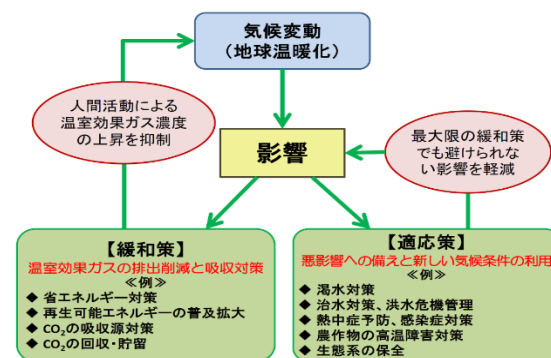 気候変動
（地球温暖化）
人間活動による
温室効果ガス濃度
の上昇を抑制
影響
最大限の緩和策
でも避けられな
い影響を軽減
【緩和策】
温室効果ガスの排出削減と吸収対策
≪例≫
◆ 省エネルギー対策
◆ 再生可能エネルギーの普及拡大
◆ CO₂の吸収源対策
◆ CO₂の回収・貯留
【適応策】
悪影響への備えと新しい気候条件の利用
≪例≫
◆ 渇水対策
◆ 治水対策、洪水危機管理
◆ 熱中症予防、感染症対策
◆ 農作物の高温障害対策
◆ 生態系の保全